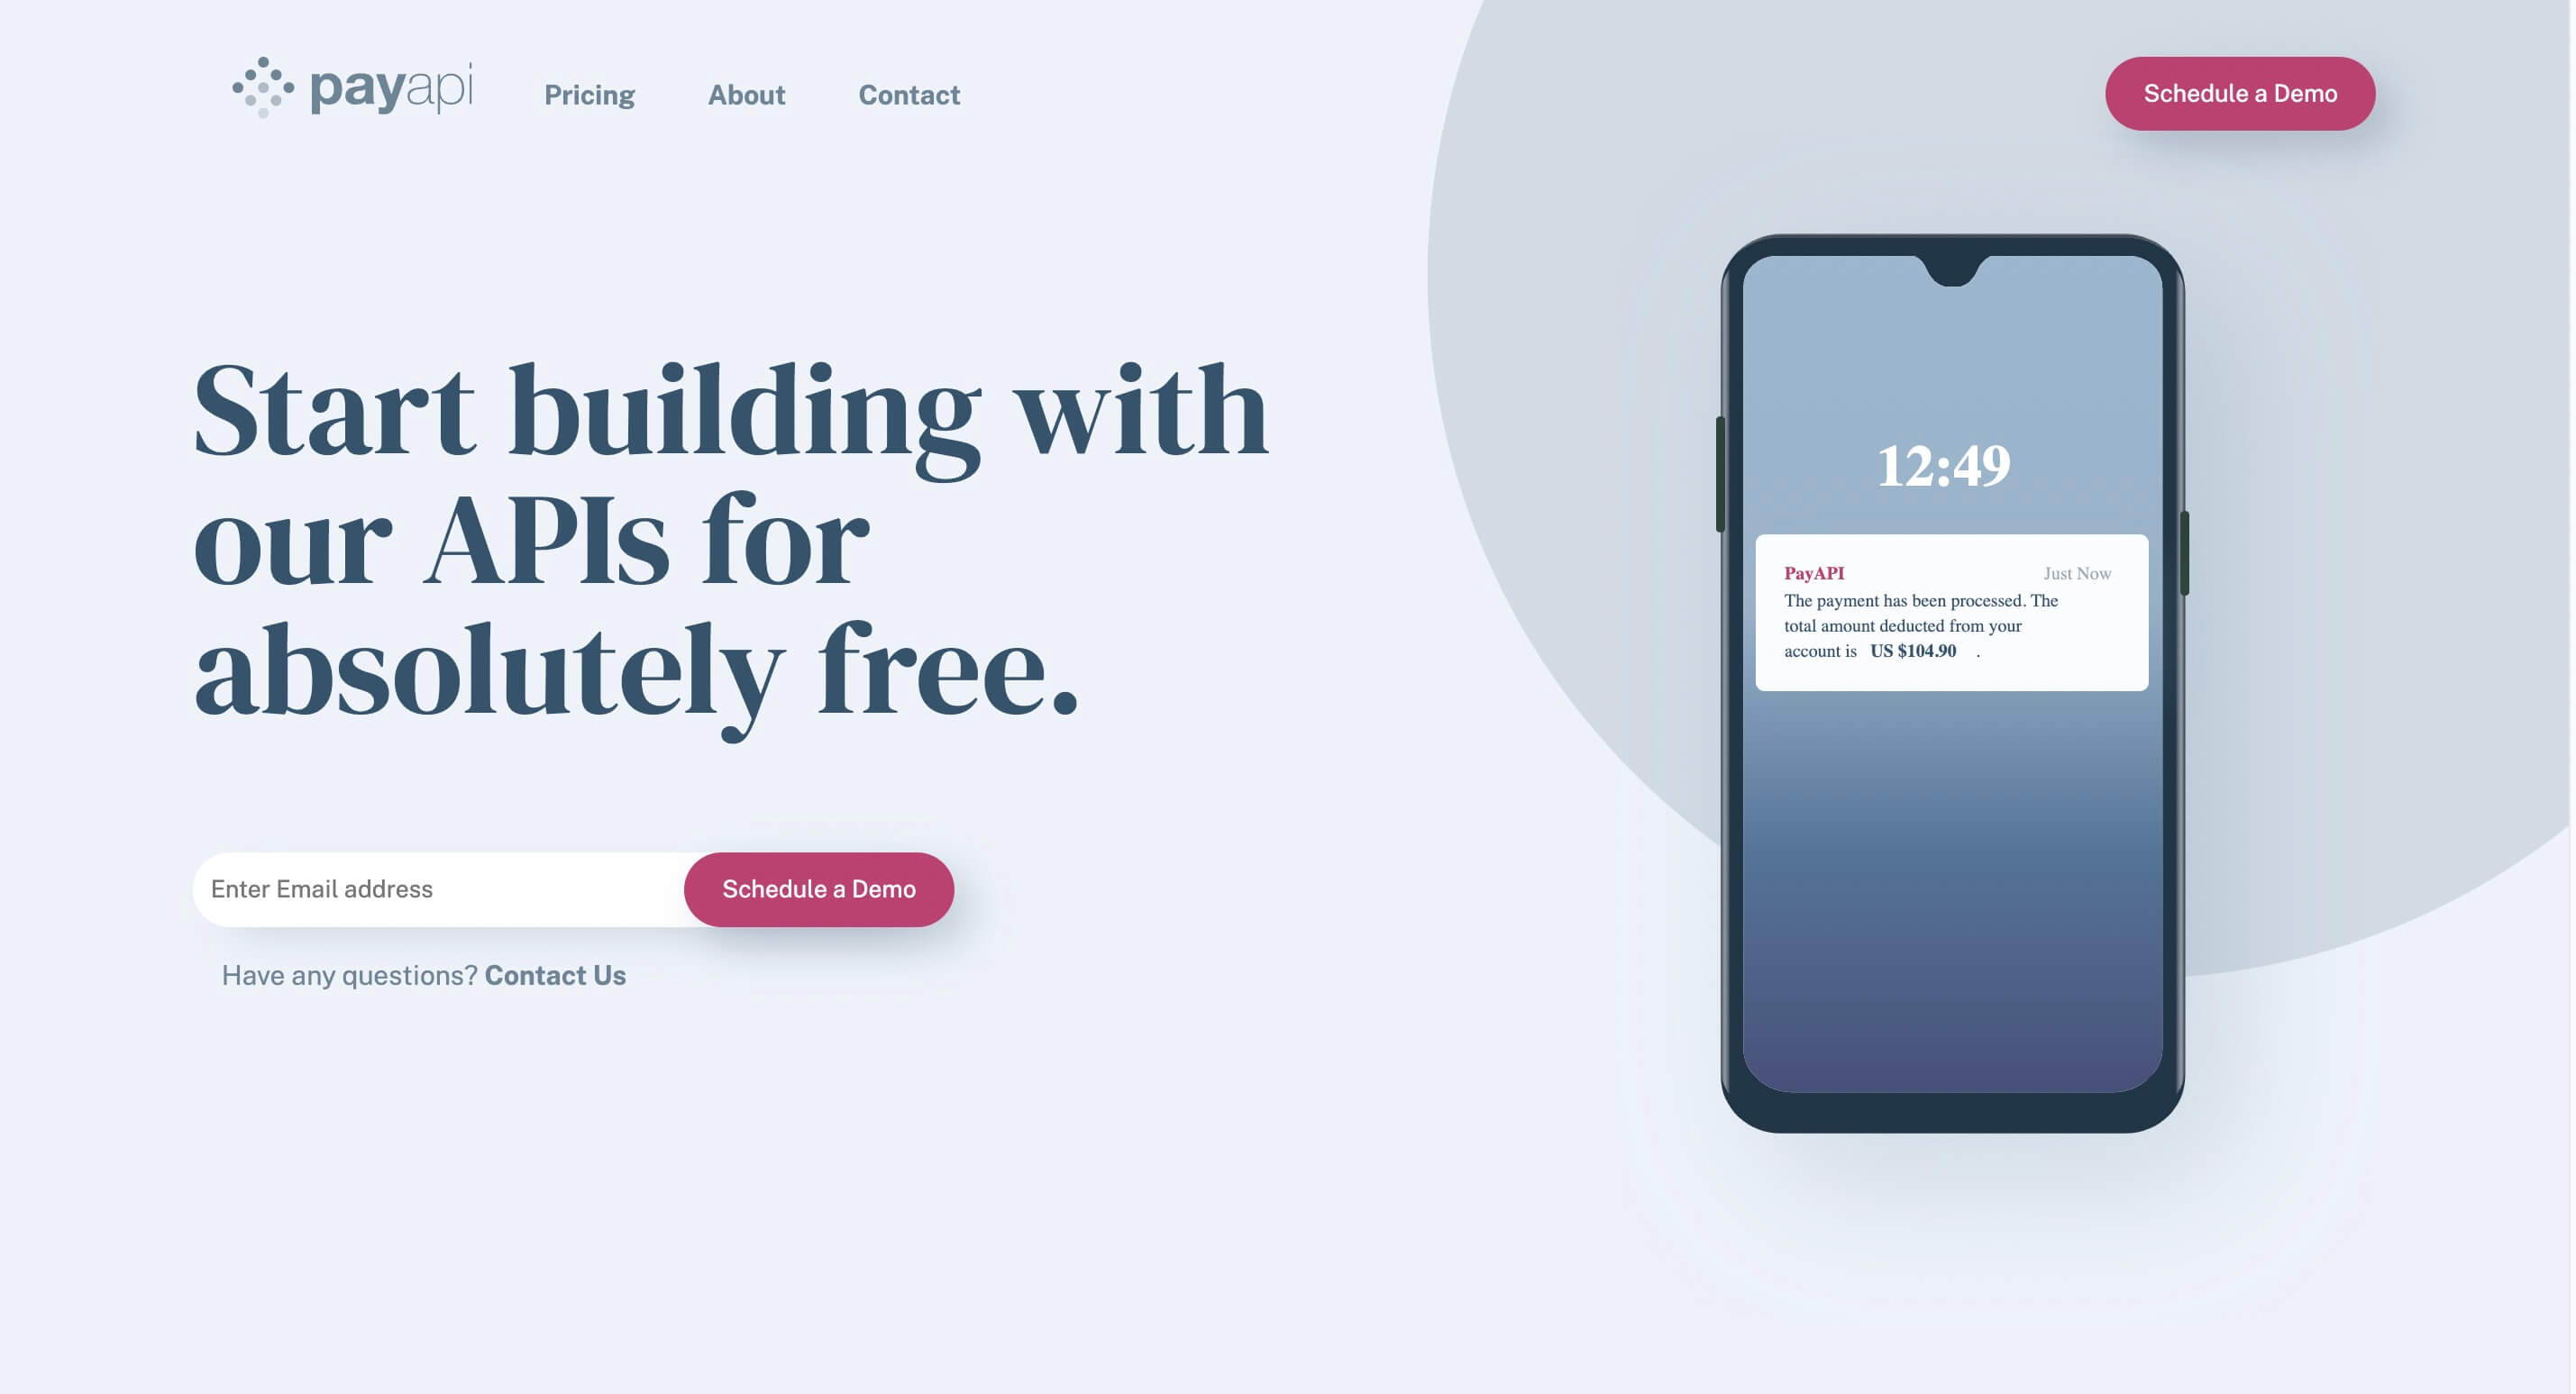 payapi
Pricing
About
Contact
Schedule a Demo
Start building with
our APIs for
absolutely free.
Enter Email address
Schedule a Demo
Have any questions? Contact Us
12:49
PayAPI
Just Now
The payment has been processed. The
total amount deducted from your
account is US $104.90 .